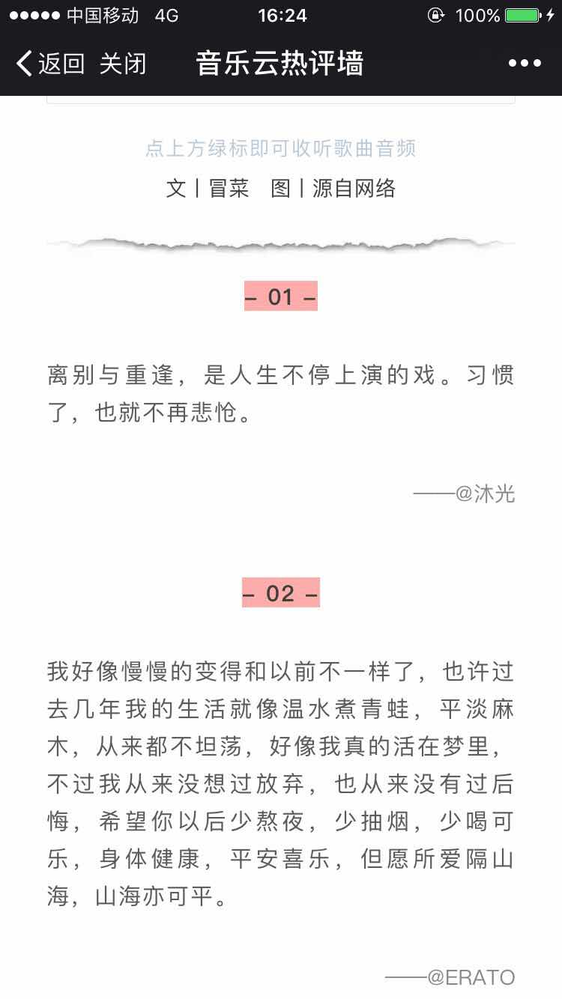 中国移动 4G 16:24 100%
返回 关闭 音乐云热评墙
点上方绿标即可收听歌曲音频
文丨冒菜 图丨源自网络
– 01 –
离别与重逢，是人生不停上演的戏。习惯
了，也就不再悲怆。
——@沐光
– 02 –
我好像慢慢的变得和以前不一样了，也许过
去几年我的生活就像温水煮青蛙，平淡麻
木，从来都不坦荡，好像我真的活在梦里，
不过我从来没想过放弃，也从来没有过后
悔，希望你以后少熬夜，少抽烟，少喝可
乐，身体健康，平安喜乐，但愿所爱隔山
海，山海亦可平。
——@ERATO